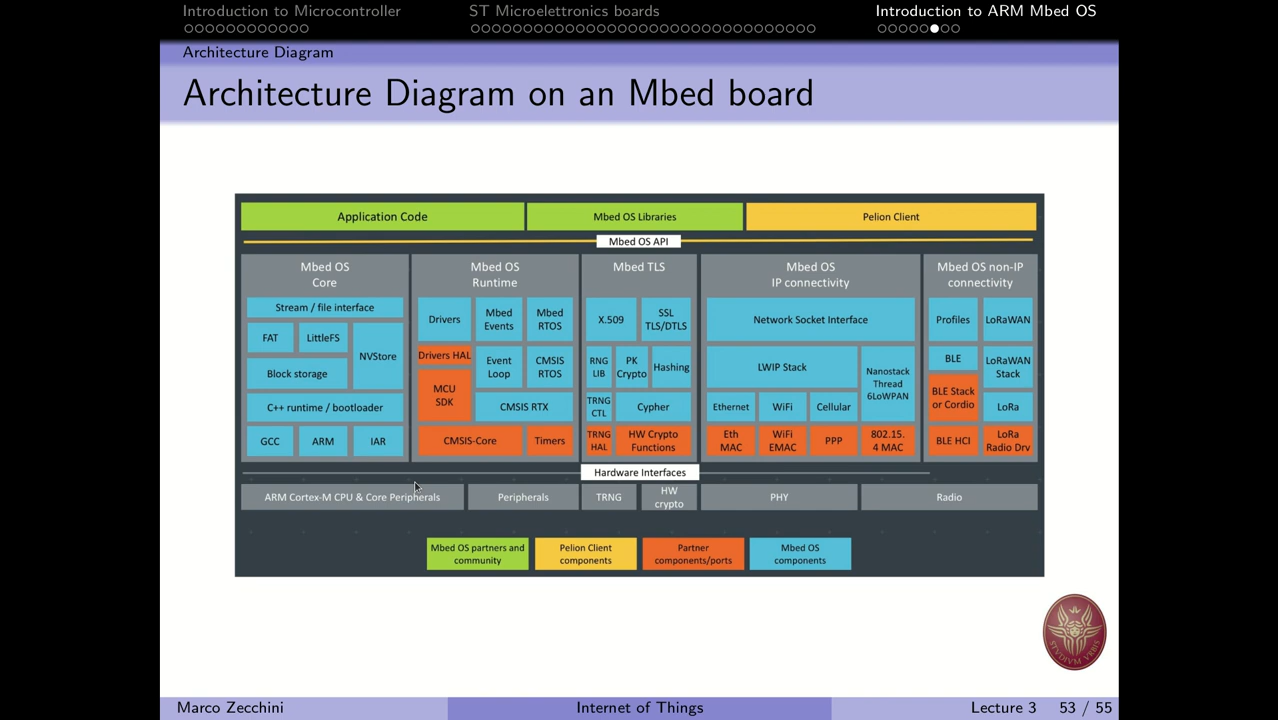 Introduction to Microcontroller
ST Microelettronics boards
Introduction to ARM Mbed OS
Architecture Diagram
Architecture Diagram on an Mbed board
Application Code
Mbed OS Libraries
Pelion Client
Mbed OS API
Mbed OS
Core
Stream / file interface
FAT
LittleFS
NVStore
Block storage
C++ runtime / bootloader
GCC
ARM
IAR
Mbed OS
Runtime
Drivers
Mbed
Events
Mbed
RTOS
Drivers HAL
Event
Loop
CMSIS
RTOS
MCU
SDK
CMSIS RTX
CMSIS-Core
Timers
Mbed TLS
X.509
SSL
TLS/DTLS
RNG
LIB
PK
Crypto
Hashing
TRNG
CTL
Cypher
TRNG
HAL
HW Crypto
Functions
Mbed OS
IP connectivity
Network Socket Interface
LWIP Stack
Nanostack
Thread
6LoWPAN
Ethernet
WiFi
Cellular
Eth
MAC
WiFi
EMAC
PPP
802.15.
4 MAC
Mbed OS non-IP
connectivity
Profiles
LoRaWAN
BLE
LoRaWAN
Stack
BLE Stack
or Cordio
LoRa
BLE HCI
LoRa
Radio Drv
Hardware Interfaces
ARM Cortex-M CPU & Core Peripherals
Peripherals
TRNG
HW
crypto
PHY
Radio
Mbed OS partners and
community
Pelion Client
components
Partner
components/ports
Mbed OS
components
STVDIVM VRBIS
Marco Zecchini
Internet of Things
Lecture 3
53 / 55